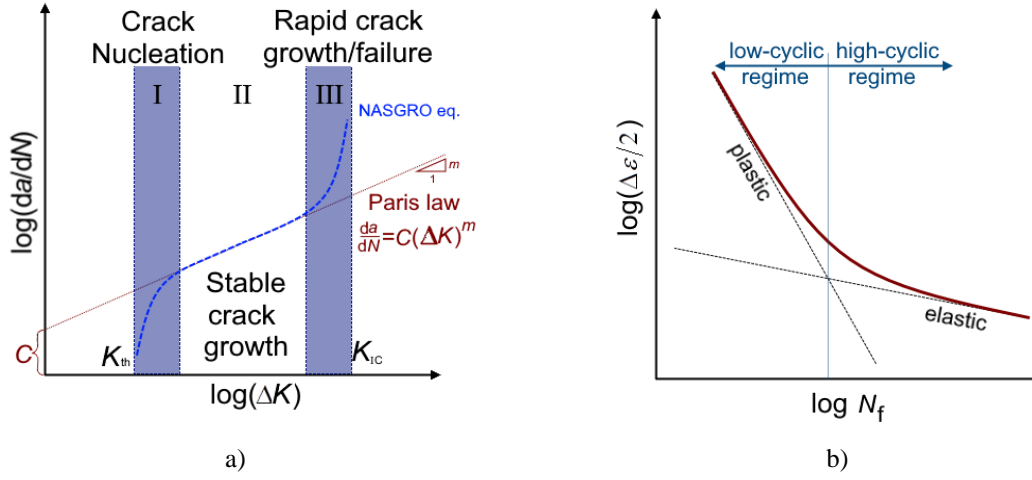 Crack
Nucleation
Rapid crack
growth/failure
I
II
III
NASGRO eq.
log(da/dN)
m
1
Paris law
da/dN=C(ΔK)^m
Stable
crack
growth
C
K_th
K_IC
log(ΔK)
a)
low-cyclic
regime
high-cyclic
regime
log(Δε/2)
plastic
elastic
log N_f
b)